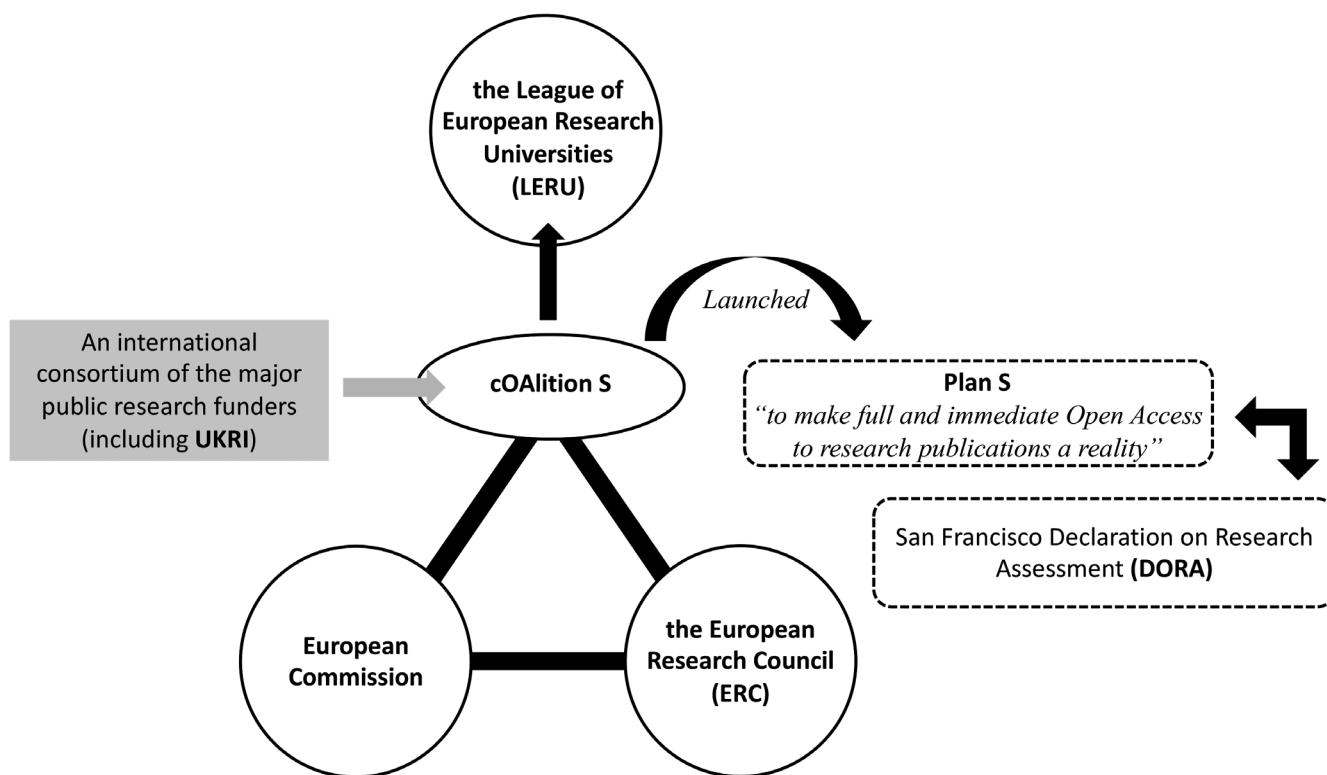 the League of
European Research
Universities
(LERU)
Launched
An international
consortium of the major
public research funders
(including UKRI)
cOAlition S
Plan S
“to make full and immediate Open Access
to research publications a reality”
San Francisco Declaration on Research
Assessment (DORA)
European
Commission
the European
Research Council
(ERC)